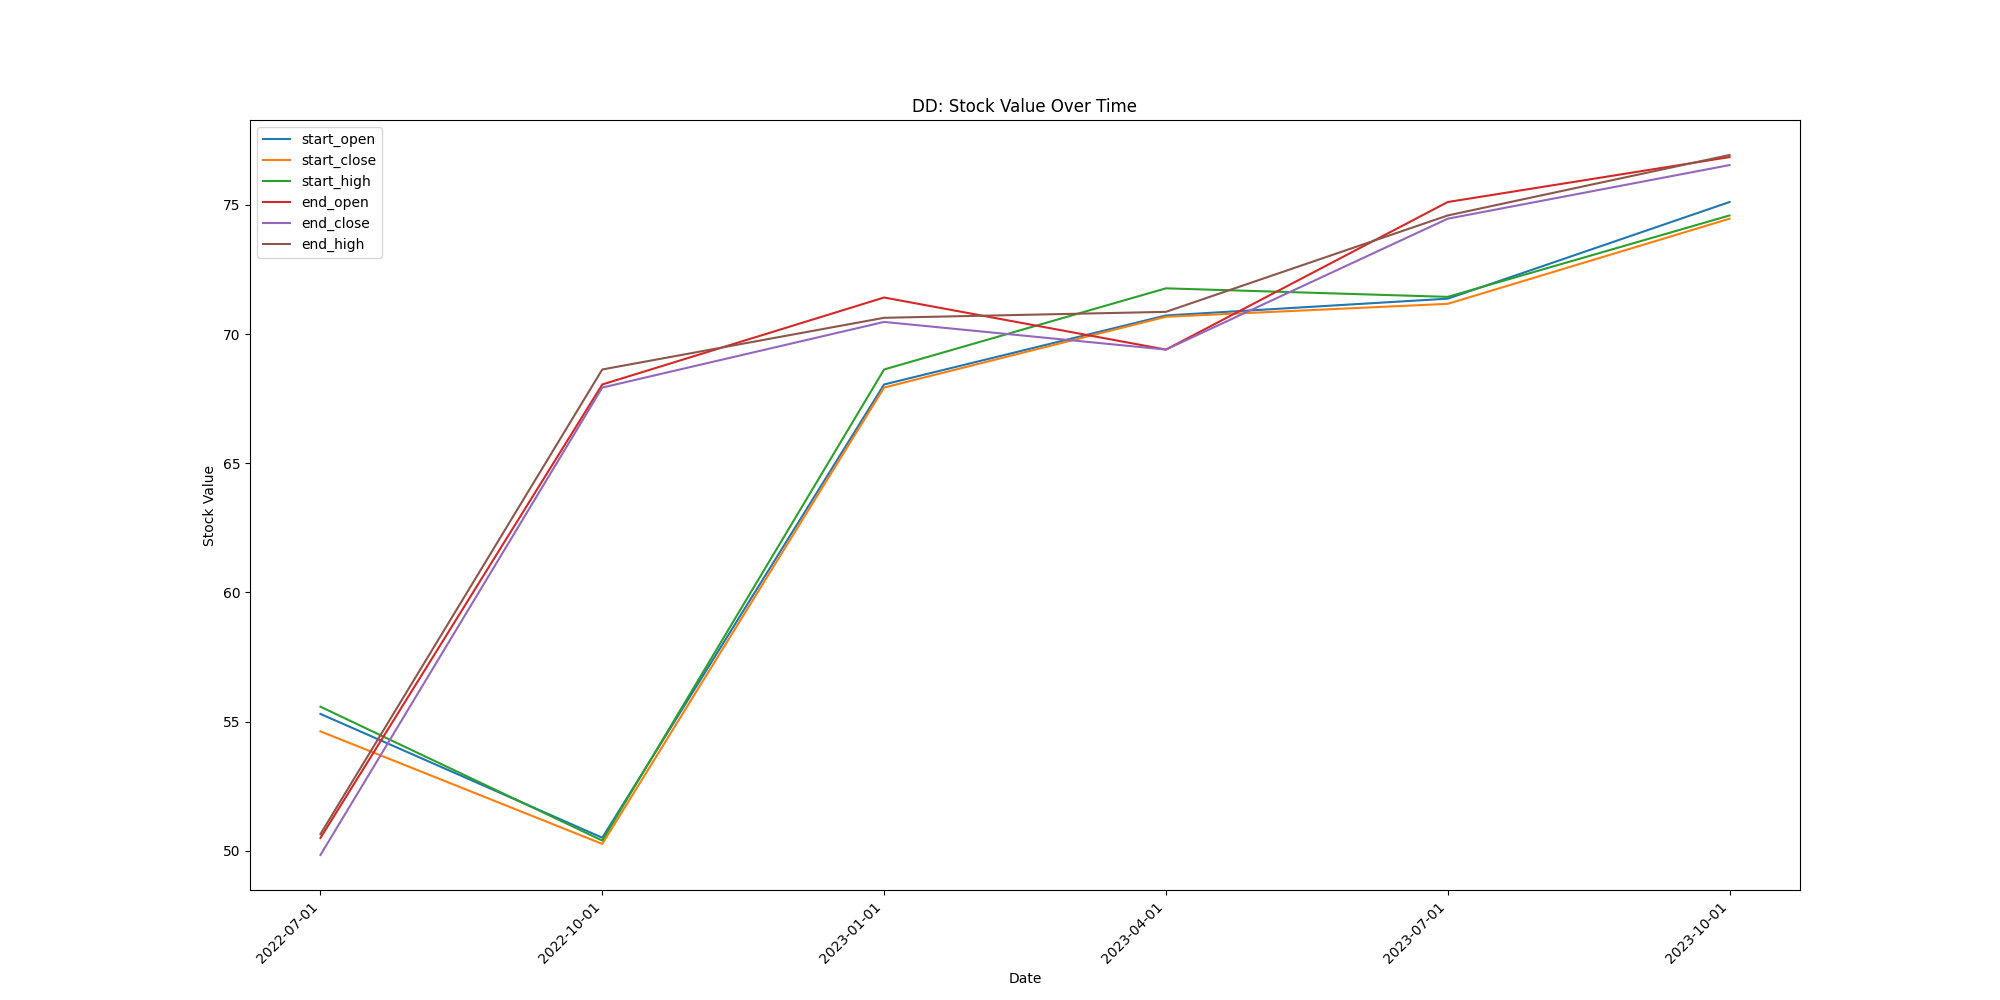 DD: Stock Value Over Time
start_open
start_close
start_high
end_open
end_close
end_high
75
70
65
60
55
50
Stock Value
2022-07-01
2022-10-01
2023-01-01
2023-04-01
2023-07-01
2023-10-01
Date